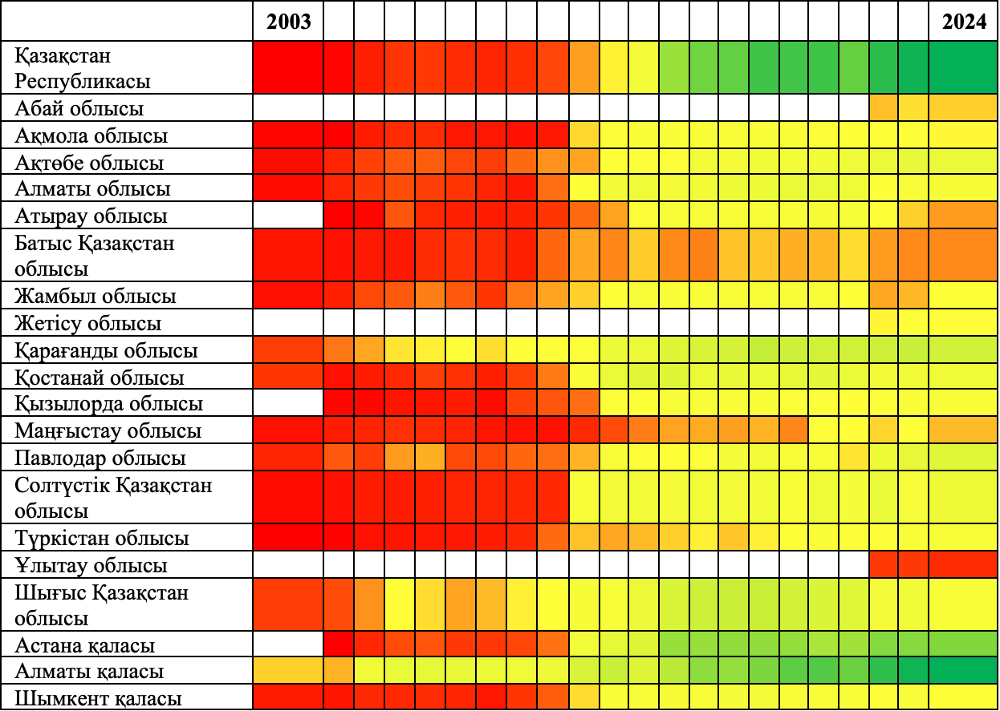 2003 2024
Қазақстан
Республикасы
Абай облысы
Ақмола облысы
Ақтөбе облысы
Алматы облысы
Атырау облысы
Батыс Қазақстан
облысы
Жамбыл облысы
Жетісу облысы
Қарағанды облысы
Қостанай облысы
Қызылорда облысы
Маңғыстау облысы
Павлодар облысы
Солтүстік Қазақстан
облысы
Түркістан облысы
Ұлытау облысы
Шығыс Қазақстан
облысы
Астана қаласы
Алматы қаласы
Шымкент қаласы